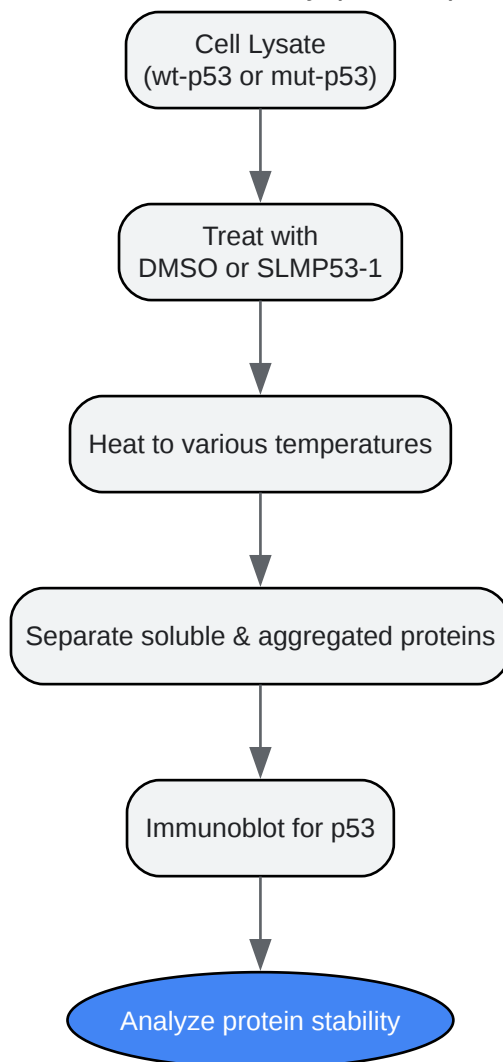 Cell Lysate
(wt-p53 or mut-p53)
Treat with
DMSO or SLMP53-1
Heat to various temperatures
Separate soluble & aggregated proteins
Immunoblot for p53
Analyze protein stability